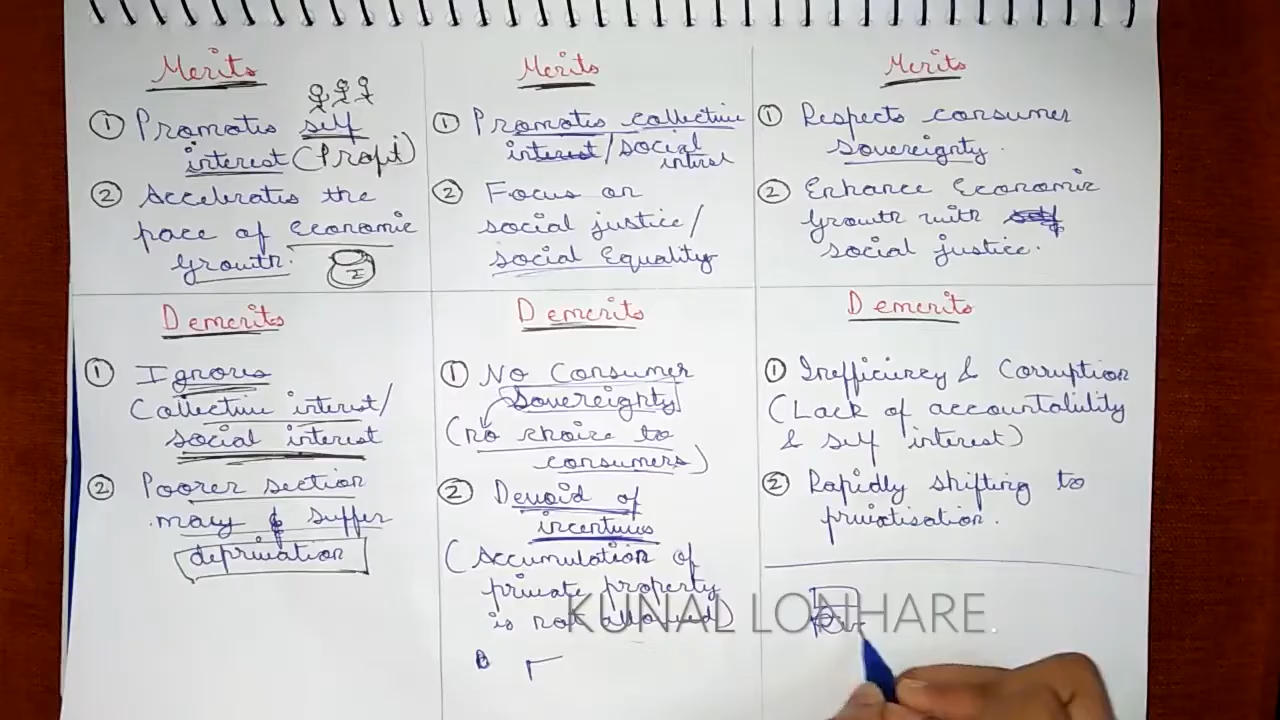 Merits
① Promotes self
interest (Profit)
② Accelerates the
pace of Economic
growth.
Merits
① Promotes collective
interest/social
interest
② Focus on
social justice/
social Equality
Merits
① Respects consumer
sovereignty.
② Enhance Economic
growth with
social justice.
Demerits
① Ignores
Collective interest/
social interest
② Poorer section
may suffer
deprivation
Demerits
① No Consumer
Sovereignty
(no choice to
consumers)
② Devoid of
incentives
(Accumulation of
private property
is not allowed)
Demerits
① Inefficiency & Corruption
(Lack of accountability
& self interest)
② Rapidly shifting to
privatisation.
KUNAL LONHARE.